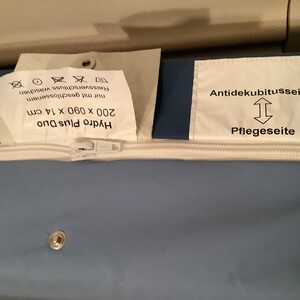 Hydro Plus Duo
200 x 090 x 14 cm
nur mit geschlossenem
Reissverschluss waschen
Antidekubitussei
Pflegeseite